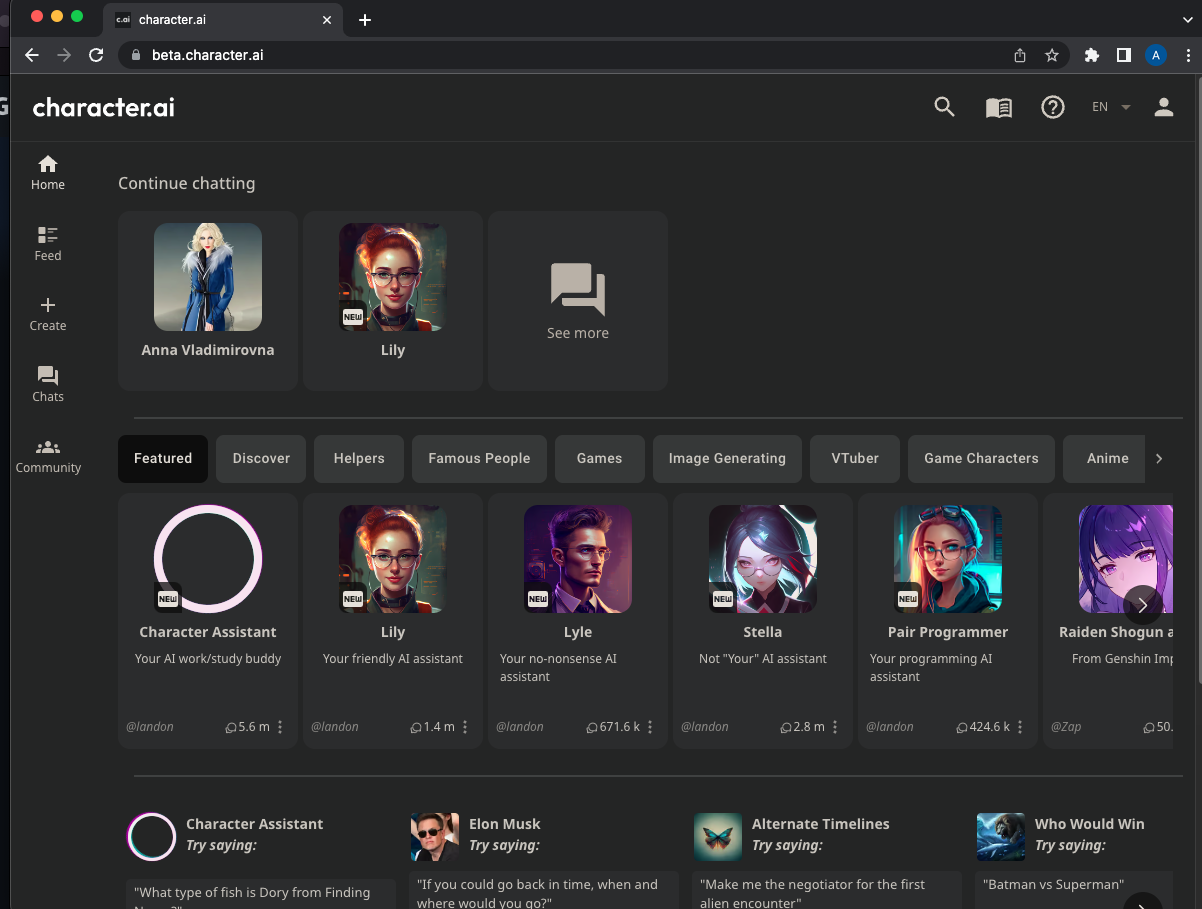 c.ai character.ai
beta.character.ai
A
G
character.ai
EN
Home
Feed
Create
Chats
Community
Continue chatting
Anna Vladimirovna
NEW
Lily
See more
Featured
Discover
Helpers
Famous People
Games
Image Generating
VTuber
Game Characters
Anime
NEW
Character Assistant
Your AI work/study buddy
@landon 5.6 m
NEW
Lily
Your friendly AI assistant
@landon 1.4 m
NEW
Lyle
Your no-nonsense AI
assistant
@landon 671.6 k
NEW
Stella
Not "Your" AI assistant
@landon 2.8 m
NEW
Pair Programmer
Your programming AI
assistant
@landon 424.6 k
Raiden Shogun a
From Genshin Imp
@Zap 50.
Character Assistant
Try saying:
"What type of fish is Dory from Finding
Elon Musk
Try saying:
"If you could go back in time, when and
where would you go?"
Alternate Timelines
Try saying:
"Make me the negotiator for the first
alien encounter"
Who Would Win
Try saying:
"Batman vs Superman"